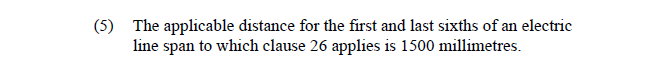 (5) The applicable distance for the first and last sixths of an electric
line span to which clause 26 applies is 1500 millimetres.